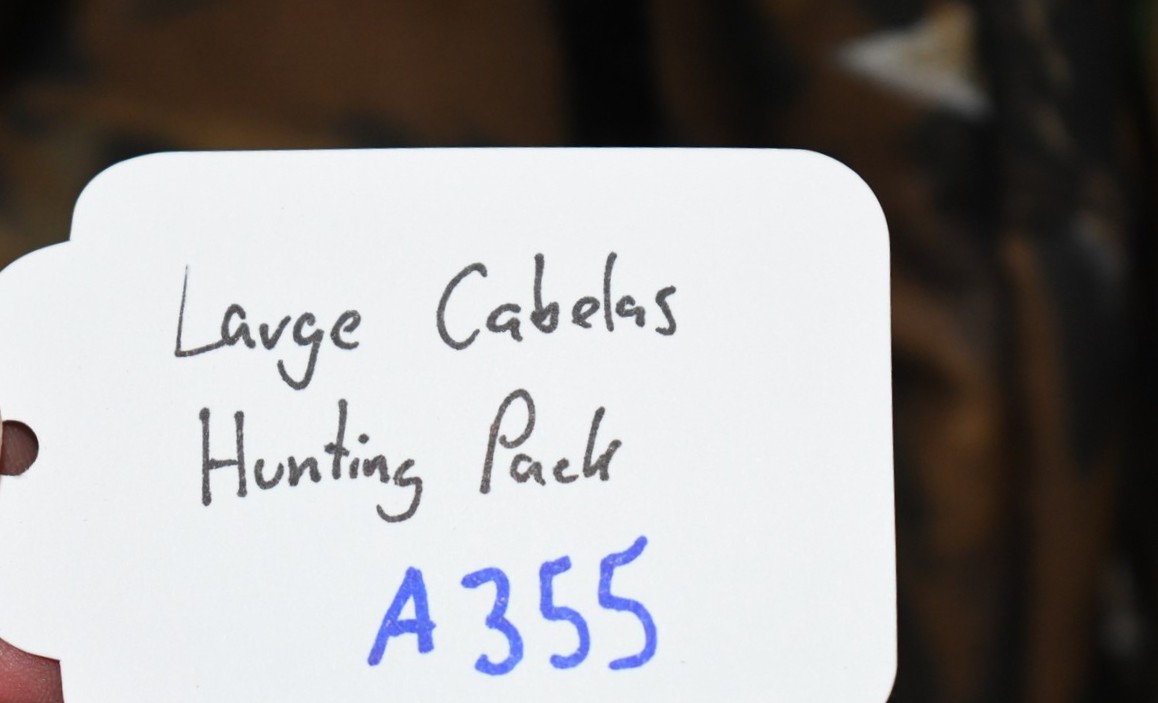 Large Cabelas
Hunting Pack
A355